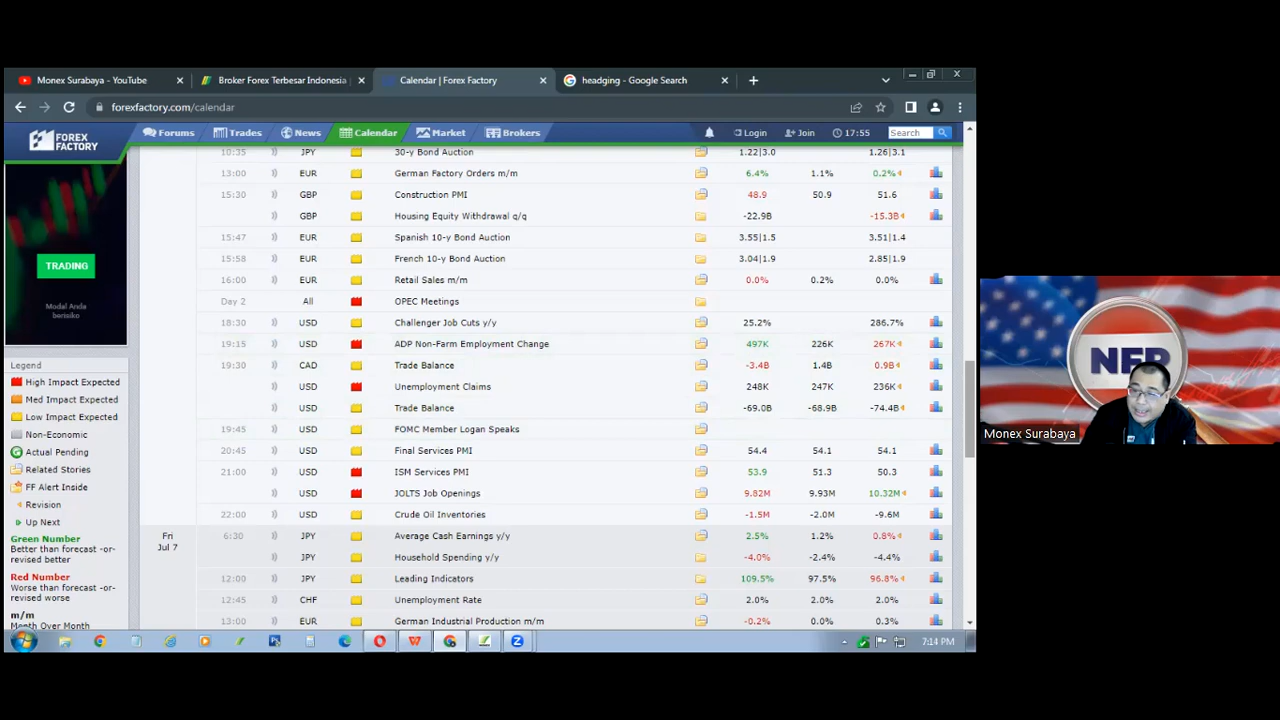 Monex Surabaya - YouTube
Broker Forex Terbesar Indonesia
Calendar | Forex Factory
headging - Google Search
forexfactory.com/calendar
FOREX FACTORY
Forums
Trades
News
Calendar
Market
Brokers
Login
Join
17:55
Search
10:35 JPY 30-y Bond Auction 1.22|3.0 1.26|3.1
13:00 EUR German Factory Orders m/m 6.4% 1.1% 0.2%
15:30 GBP Construction PMI 48.9 50.9 51.6
GBP Housing Equity Withdrawal q/q -22.9B -15.3B
15:47 EUR Spanish 10-y Bond Auction 3.55|1.5 3.51|1.4
15:58 EUR French 10-y Bond Auction 3.04|1.9 2.85|1.9
16:00 EUR Retail Sales m/m 0.0% 0.2% 0.0%
Day 2 All OPEC Meetings
18:30 USD Challenger Job Cuts y/y 25.2% 286.7%
19:15 USD ADP Non-Farm Employment Change 497K 226K 267K
19:30 CAD Trade Balance -3.4B 1.4B 0.9B
USD Unemployment Claims 248K 247K 236K
USD Trade Balance -69.0B -68.9B -74.4B
19:45 USD FOMC Member Logan Speaks
20:45 USD Final Services PMI 54.4 54.1 54.1
21:00 USD ISM Services PMI 53.9 51.3 50.3
USD JOLTS Job Openings 9.82M 9.93M 10.32M
22:00 USD Crude Oil Inventories -1.5M -2.0M -9.6M
Fri Jul 7 6:30 JPY Average Cash Earnings y/y 2.5% 1.2% 0.8%
JPY Household Spending y/y -4.0% -2.4% -4.4%
12:00 JPY Leading Indicators 109.5% 97.5% 96.8%
12:45 CHF Unemployment Rate 2.0% 2.0% 2.0%
13:00 EUR German Industrial Production m/m -0.2% 0.0% 0.3%
TRADING
Modal Anda
berisiko
Legend
High Impact Expected
Med Impact Expected
Low Impact Expected
Non-Economic
Actual Pending
Related Stories
FF Alert Inside
Revision
Up Next
Green Number
Better than forecast -or-
revised better
Red Number
Worse than forecast -or-
revised worse
m/m
Month Over Month
7:14 PM
NFP
Monex Surabaya